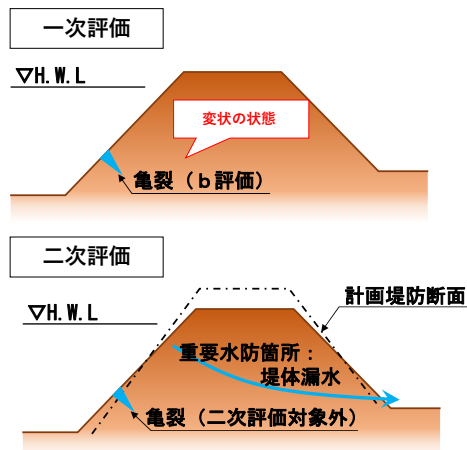 一次評価
▽H.W.L
変状の状態
亀裂（ｂ評価）
二次評価
計画堤防断面
▽H.W.L
重要水防箇所：
堤体漏水
亀裂（二次評価対象外）